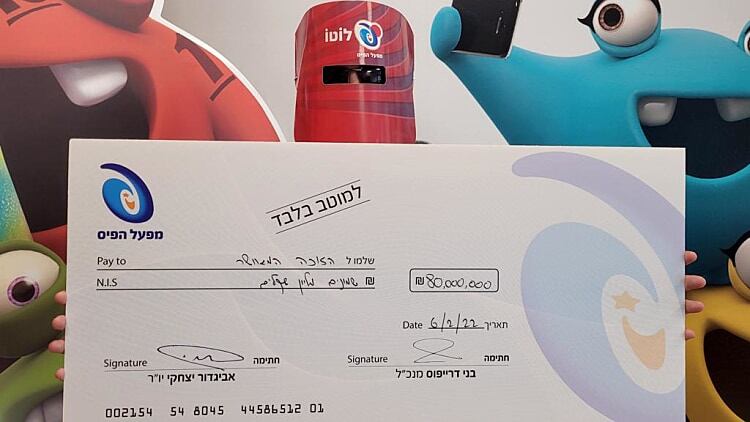 לוטו
מפעל הפיס
מפעל הפיס
למוטב בלבד
Pay to הזוכה המאושר שלמו ל
N.I.S שמונים מליון שקלים ₪ ₪ 80,000,000
Date 6/2/22 תאריך
Signature חתימה
אביגדור יצחקי יו"ר
Signature חתימה
בני דרייפוס מנכ"ל
002154 54 8045 44586512 01